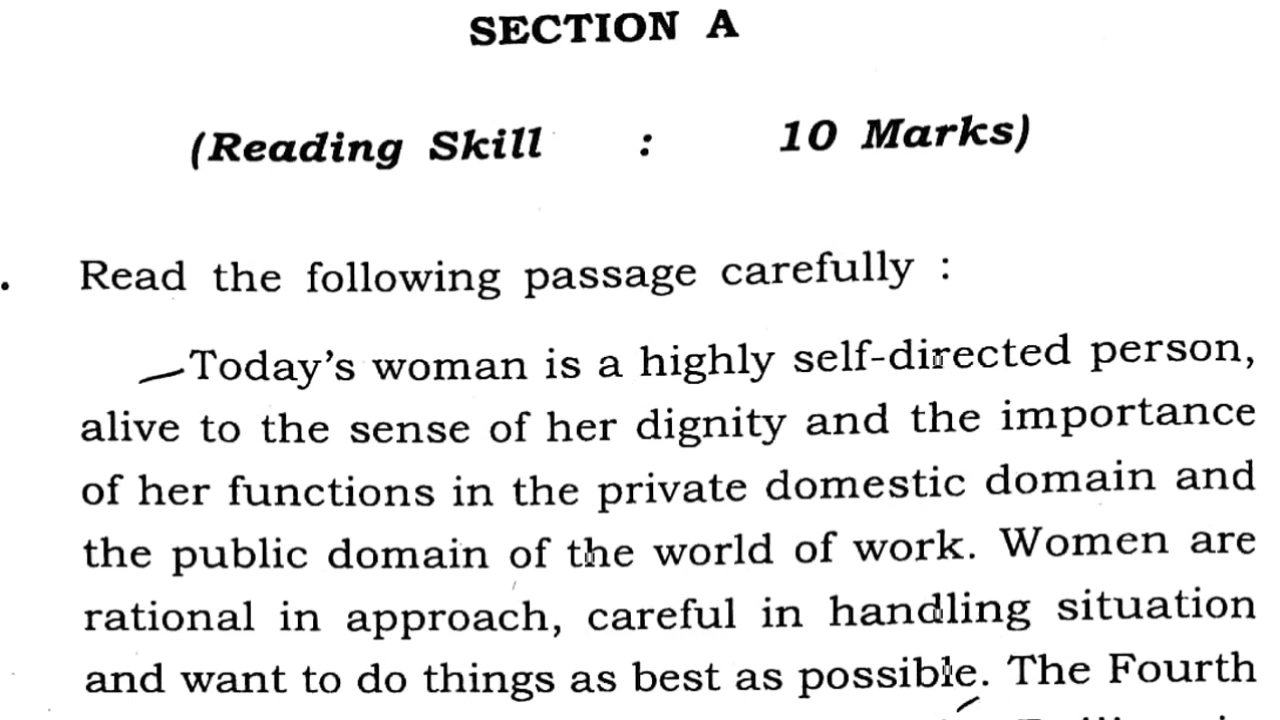 SECTION A
(Reading Skill : 10 Marks)
. Read the following passage carefully :
Today's woman is a highly self-directed person,
alive to the sense of her dignity and the importance
of her functions in the private domestic domain and
the public domain of the world of work. Women are
rational in approach, careful in handling situation
and want to do things as best as possible. The Fourth